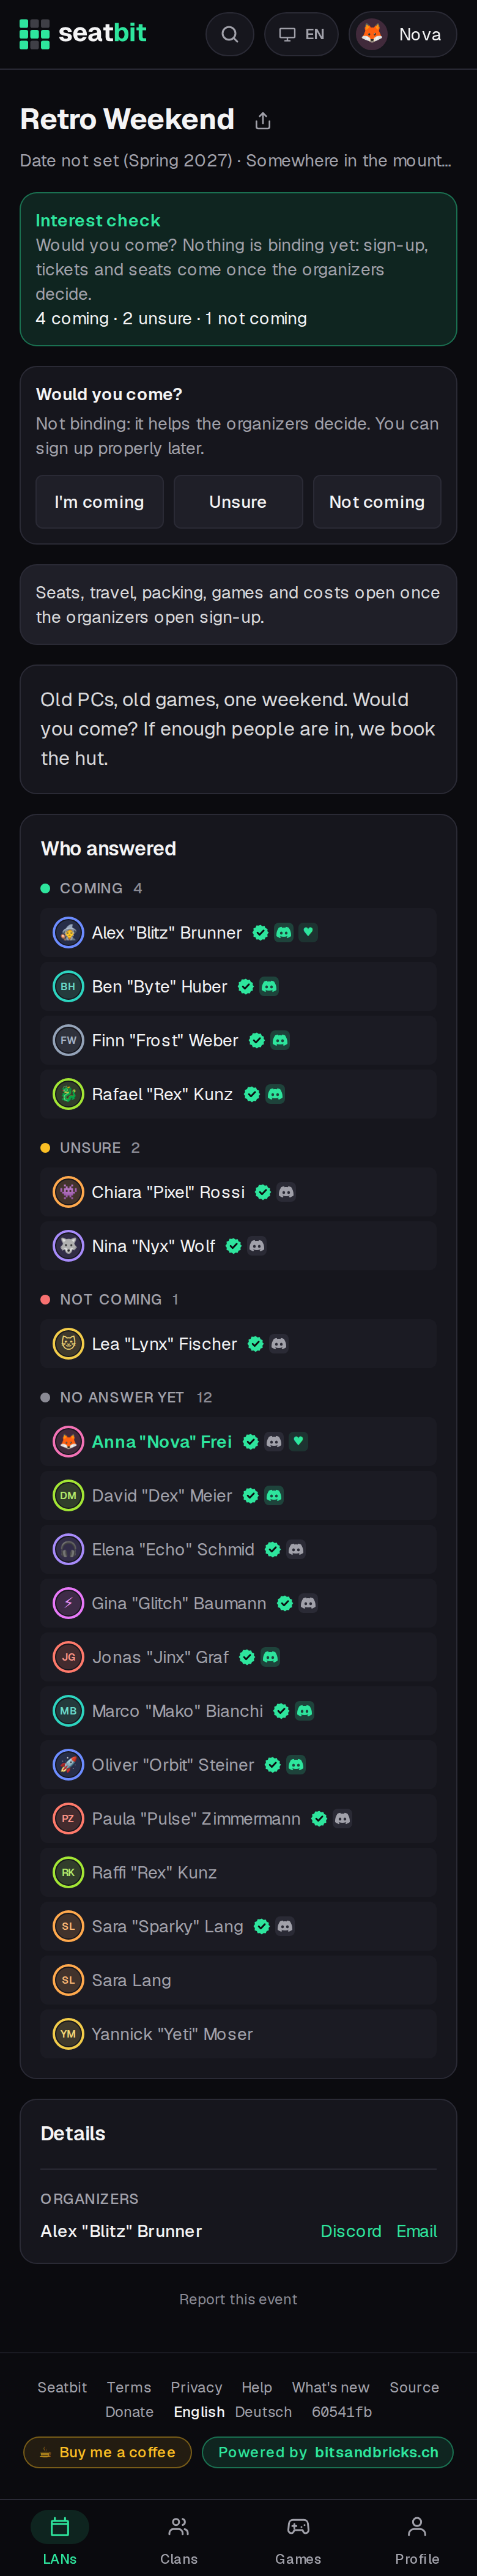 seatbit
EN
Nova
Retro Weekend
Date not set (Spring 2027) · Somewhere in the mount...
Interest check
Would you come? Nothing is binding yet: sign-up,
tickets and seats come once the organizers
decide.
4 coming · 2 unsure · 1 not coming
Would you come?
Not binding: it helps the organizers decide. You can
sign up properly later.
I'm coming
Unsure
Not coming
Seats, travel, packing, games and costs open once
the organizers open sign-up.
Old PCs, old games, one weekend. Would
you come? If enough people are in, we book
the hut.
Who answered
COMING 4
Alex "Blitz" Brunner
BH Ben "Byte" Huber
FW Finn "Frost" Weber
Rafael "Rex" Kunz
UNSURE 2
Chiara "Pixel" Rossi
Nina "Nyx" Wolf
NOT COMING 1
Lea "Lynx" Fischer
NO ANSWER YET 12
Anna "Nova" Frei
DM David "Dex" Meier
Elena "Echo" Schmid
Gina "Glitch" Baumann
JG Jonas "Jinx" Graf
MB Marco "Mako" Bianchi
Oliver "Orbit" Steiner
PZ Paula "Pulse" Zimmermann
RK Raffi "Rex" Kunz
SL Sara "Sparky" Lang
SL Sara Lang
YM Yannick "Yeti" Moser
Details
ORGANIZERS
Alex "Blitz" Brunner Discord Email
Report this event
Seatbit Terms Privacy Help What's new Source
Donate English Deutsch 60541fb
Buy me a coffee Powered by bitsandbricks.ch
LANs Clans Games Profile